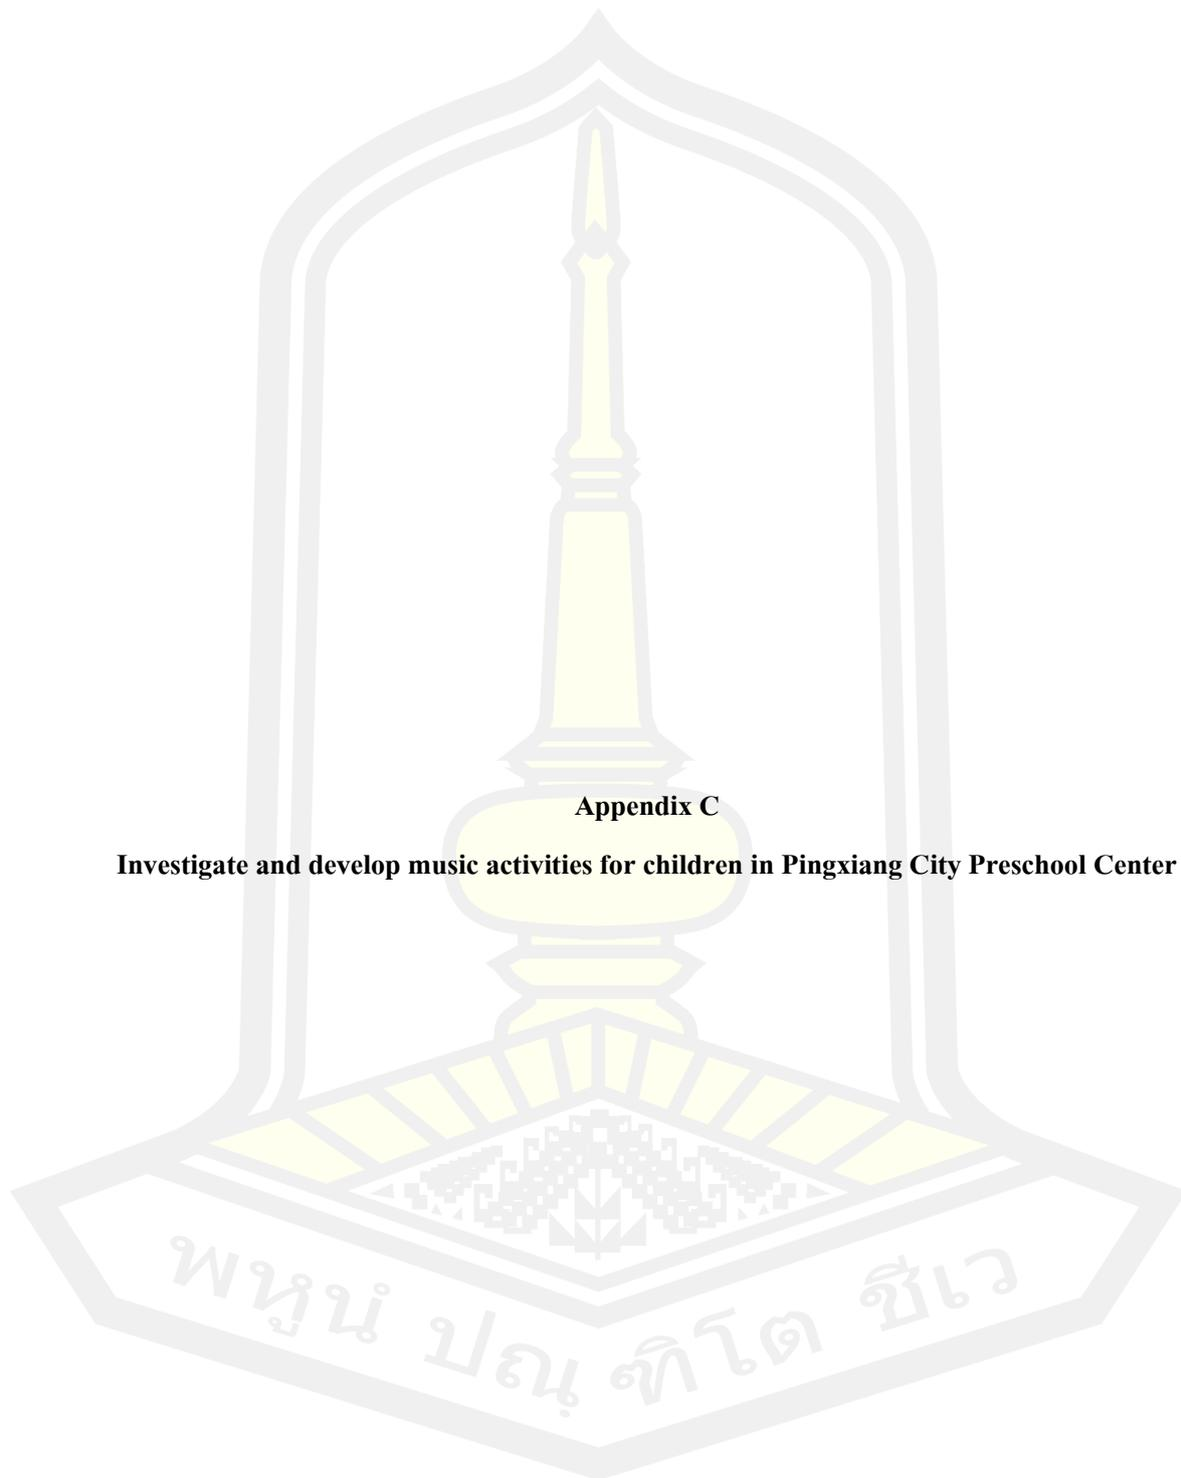 Appendix C
Investigate and develop music activities for children in Pingxiang City Preschool Center
พหูนํ ปณฺฑิโต ชีเว